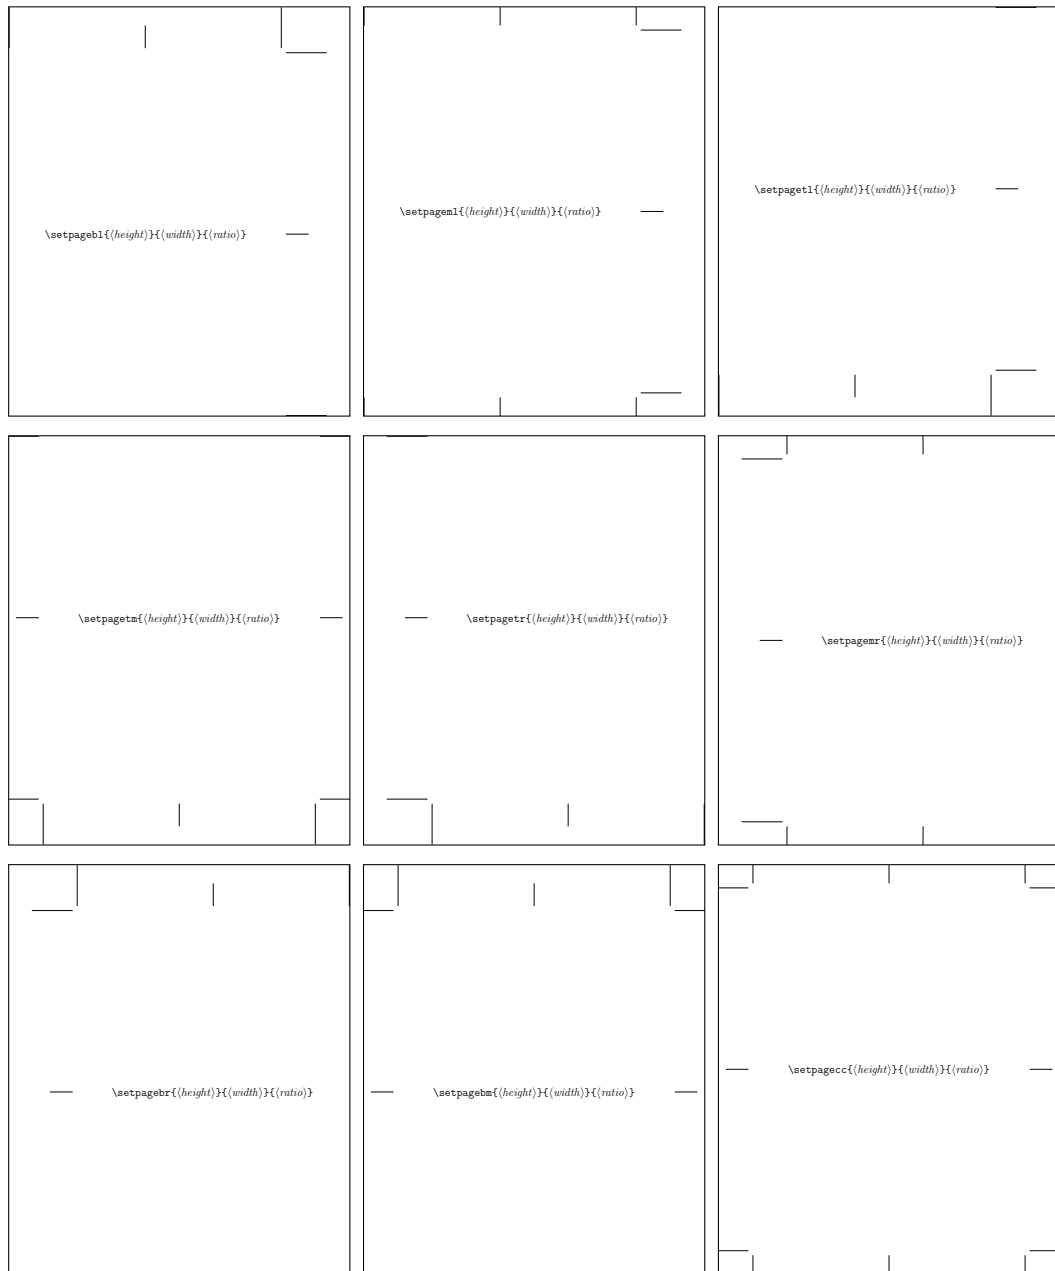 \setpagebl{⟨height⟩}{⟨width⟩}{⟨ratio⟩}
\setpageml{⟨height⟩}{⟨width⟩}{⟨ratio⟩}
\setpagetl{⟨height⟩}{⟨width⟩}{⟨ratio⟩}
\setpagetm{⟨height⟩}{⟨width⟩}{⟨ratio⟩}
\setpagetr{⟨height⟩}{⟨width⟩}{⟨ratio⟩}
\setpagemr{⟨height⟩}{⟨width⟩}{⟨ratio⟩}
\setpagebr{⟨height⟩}{⟨width⟩}{⟨ratio⟩}
\setpagebm{⟨height⟩}{⟨width⟩}{⟨ratio⟩}
\setpagecc{⟨height⟩}{⟨width⟩}{⟨ratio⟩}